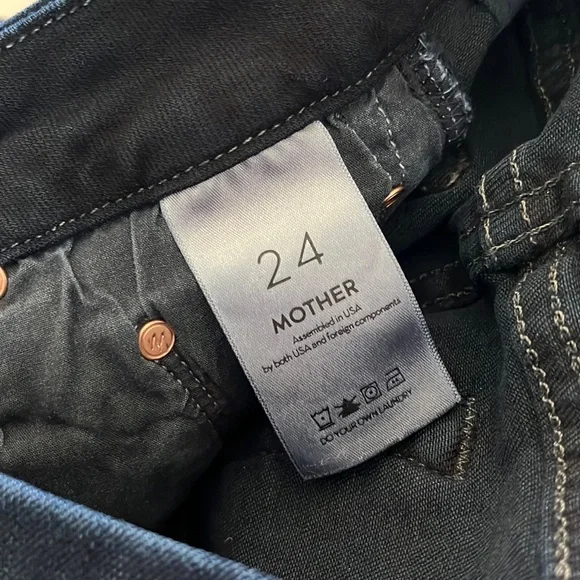 24
MOTHER
Assembled in USA
by both USA and foreign components
DO YOUR OWN LAUNDRY
M